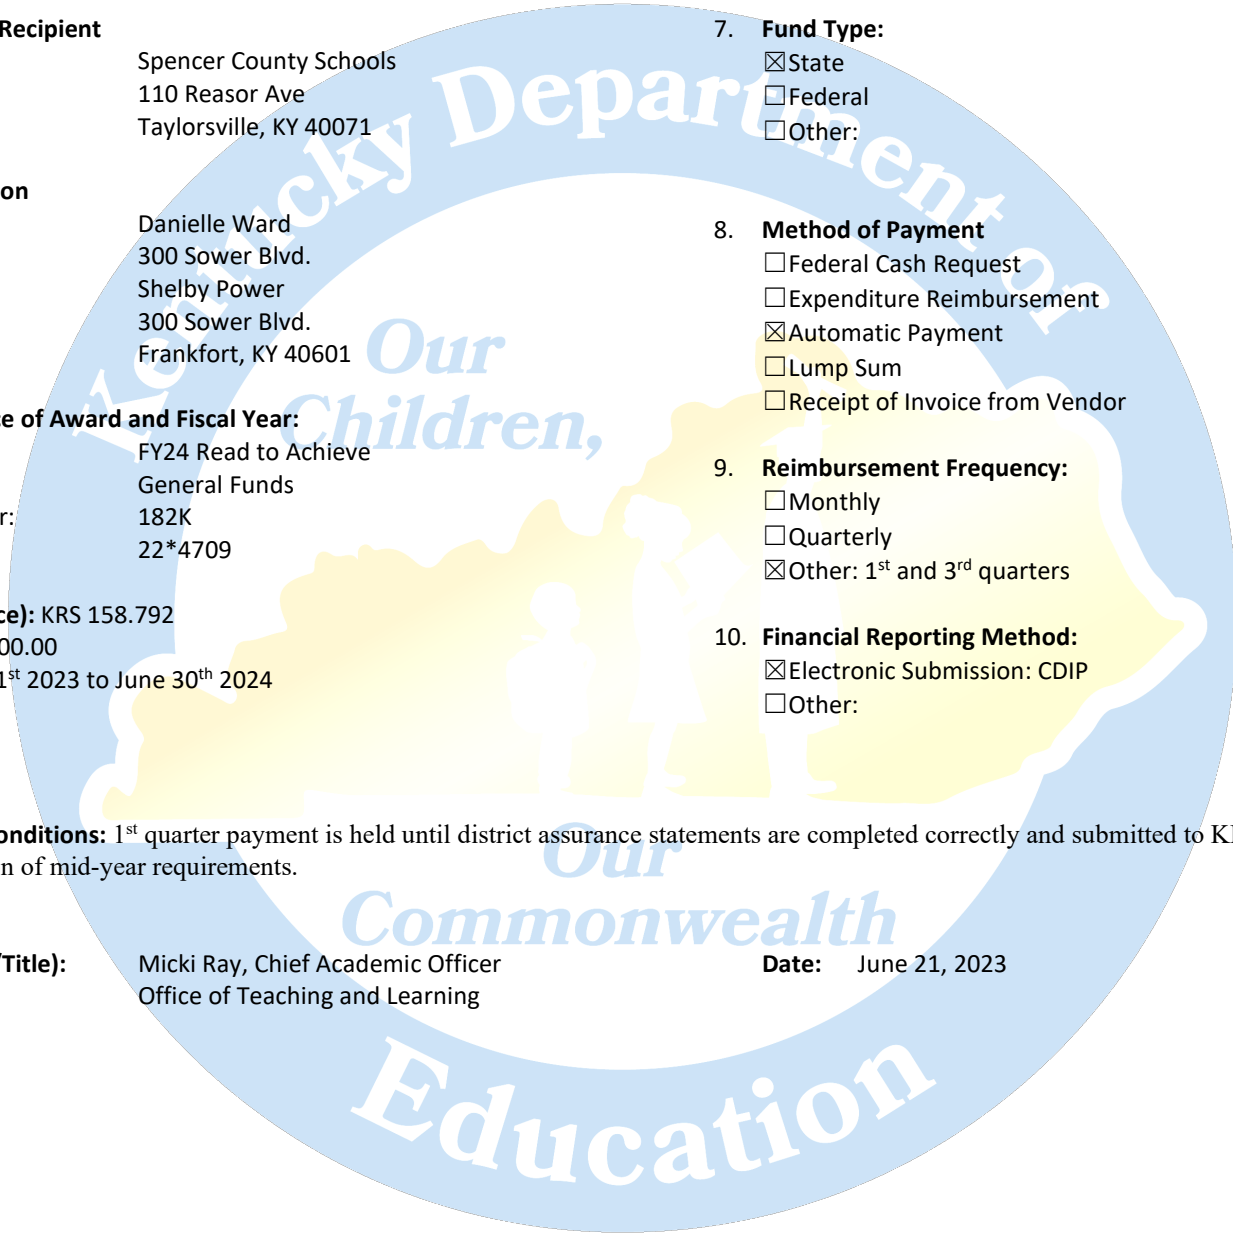 Recipient
Spencer County Schools
110 Reasor Ave
Taylorsville, KY 40071
on
Danielle Ward
300 Sower Blvd.
Shelby Power
300 Sower Blvd.
Frankfort, KY 40601
ce of Award and Fiscal Year:
FY24 Read to Achieve
General Funds
r: 182K
22*4709
ce): KRS 158.792
00.00
1st 2023 to June 30th 2024
7. Fund Type:
☒State
☐Federal
☐Other:
8. Method of Payment
☐Federal Cash Request
☐Expenditure Reimbursement
☒Automatic Payment
☐Lump Sum
☐Receipt of Invoice from Vendor
9. Reimbursement Frequency:
☐Monthly
☐Quarterly
☒Other: 1st and 3rd quarters
10. Financial Reporting Method:
☒Electronic Submission: CDIP
☐Other:
onditions: 1st quarter payment is held until district assurance statements are completed correctly and submitted to K
n of mid-year requirements.
/Title): Micki Ray, Chief Academic Officer
Office of Teaching and Learning
Date: June 21, 2023
Kentucky Department of
Education
Our
Children,
Our
Commonwealth